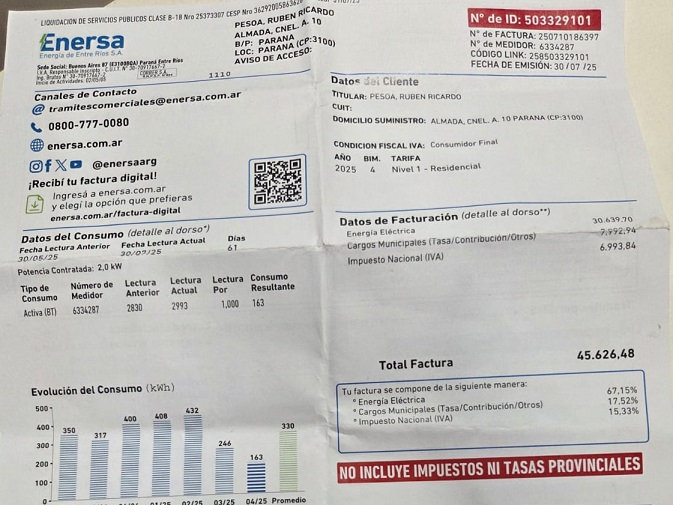 LIQUIDACION DE SERVICIOS PUBLICOS CLASE B-18 Nro 25373307 CESP Nro
Enersa
Energía de Entre Ríos S.A.
PESOA, RUBEN RICARDO
ALMADA, CNEL. A. 10
B/P: PARANA
LOC: PARANA (CP:3100)
AVISO DE ACCESO:
1110
Canales de Contacto
@ tramitescomerciales@enersa.com.ar
0800-777-0080
enersa.com.ar
@enersaarg
¡Recibí tu factura digital!
Ingresá a enersa.com.ar
y elegí la opción que prefieras
enersa.com.ar/factura-digital
Datos del Consumo (detalle al dorso*)
Fecha Lectura Anterior Fecha Lectura Actual Días
30/05/25 30/07/25 61
Potencia Contratada: 2,0 kW
Tipo de Consumo Número de Medidor Lectura Anterior Lectura Actual Lectura Por Consumo Resultante
Activa (BT) 6334287 2830 2993 1,000 163
Evolución del Consumo (kWh)
500
400
300
200
100
0
350 317 400 408 432 246 163 330
01/25 02/25 03/25 04/25 Promedio
N° de ID: 503329101
N° de FACTURA: 250710186397
N° de MEDIDOR: 6334287
CÓDIGO LINK: 258503329101
FECHA DE EMISIÓN: 30/07/25
Datos del Cliente
TITULAR: PESOA, RUBEN RICARDO
CUIT:
DOMICILIO SUMINISTRO: ALMADA, CNEL. A. 10 PARANA (CP:3100)
CONDICION FISCAL IVA: Consumidor Final
AÑO BIM. TARIFA
2025 4 Nivel 1 - Residencial
Datos de Facturación (detalle al dorso**)
Energía Eléctrica 30.639,70
Cargos Municipales (Tasa/Contribución/Otros) 7.992,94
Impuesto Nacional (IVA) 6.993,84
Total Factura 45.626,48
Tu factura se compone de la siguiente manera:
* Energía Eléctrica 67,15%
* Cargos Municipales (Tasa/Contribución/Otros) 17,52%
* Impuesto Nacional (IVA) 15,33%
NO INCLUYE IMPUESTOS NI TASAS PROVINCIALES